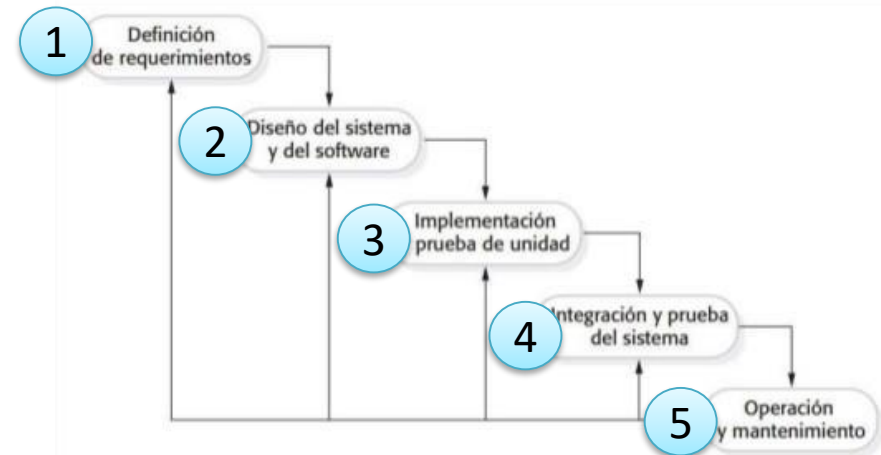 1
Definición
de requerimientos
2
Diseño del sistema
y del software
3
Implementación
prueba de unidad
4
Integración y prueba
del sistema
5
Operación
y mantenimiento